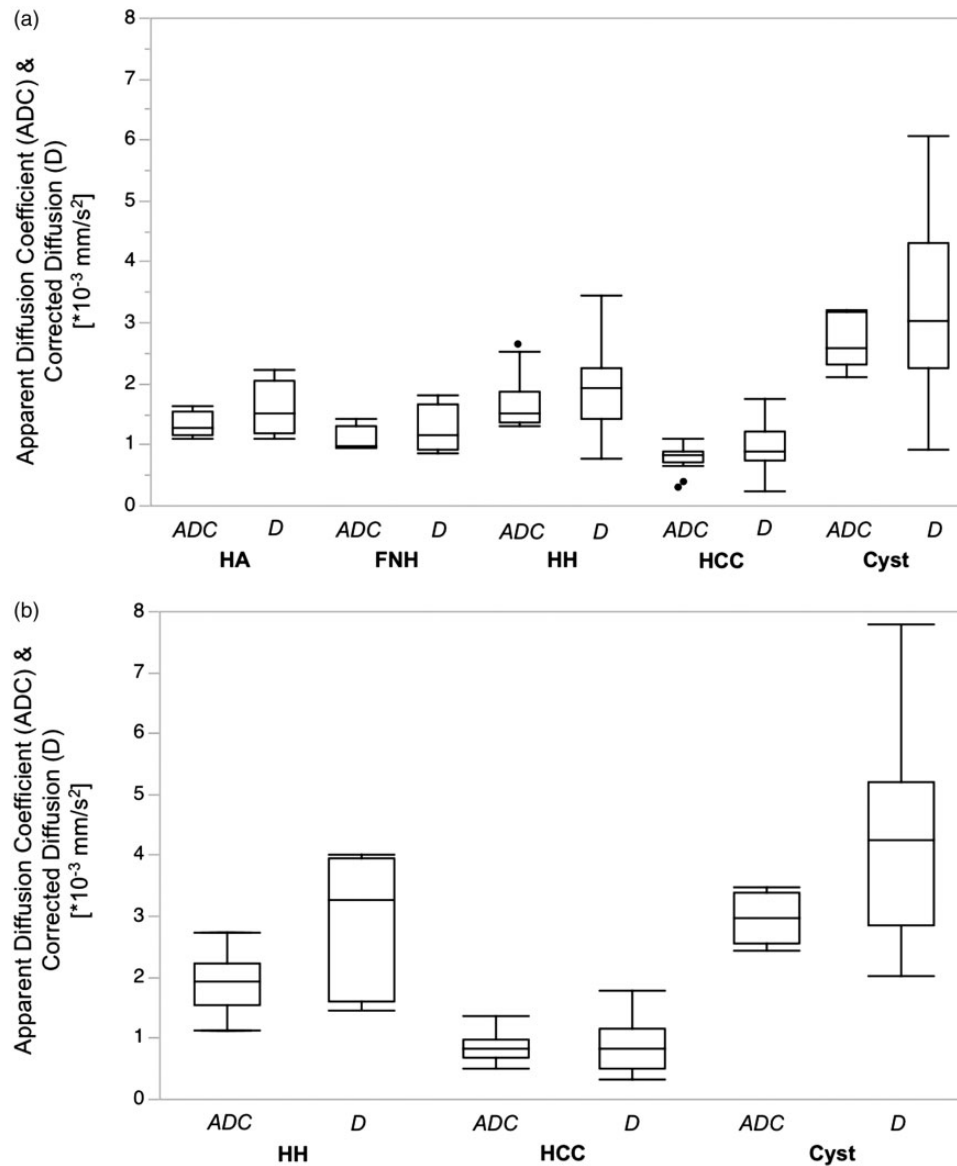 (a)
Apparent Diffusion Coefficient (ADC) &
Corrected Diffusion (D)
[*10-3 mm/s2]
8
7
6
5
4
3
2
1
0
ADC D ADC D ADC D ADC D ADC D
HA FNH HH HCC Cyst
(b)
Apparent Diffusion Coefficient (ADC) &
Corrected Diffusion (D)
[*10-3 mm/s2]
8
7
6
5
4
3
2
1
0
ADC D ADC D ADC D
HH HCC Cyst